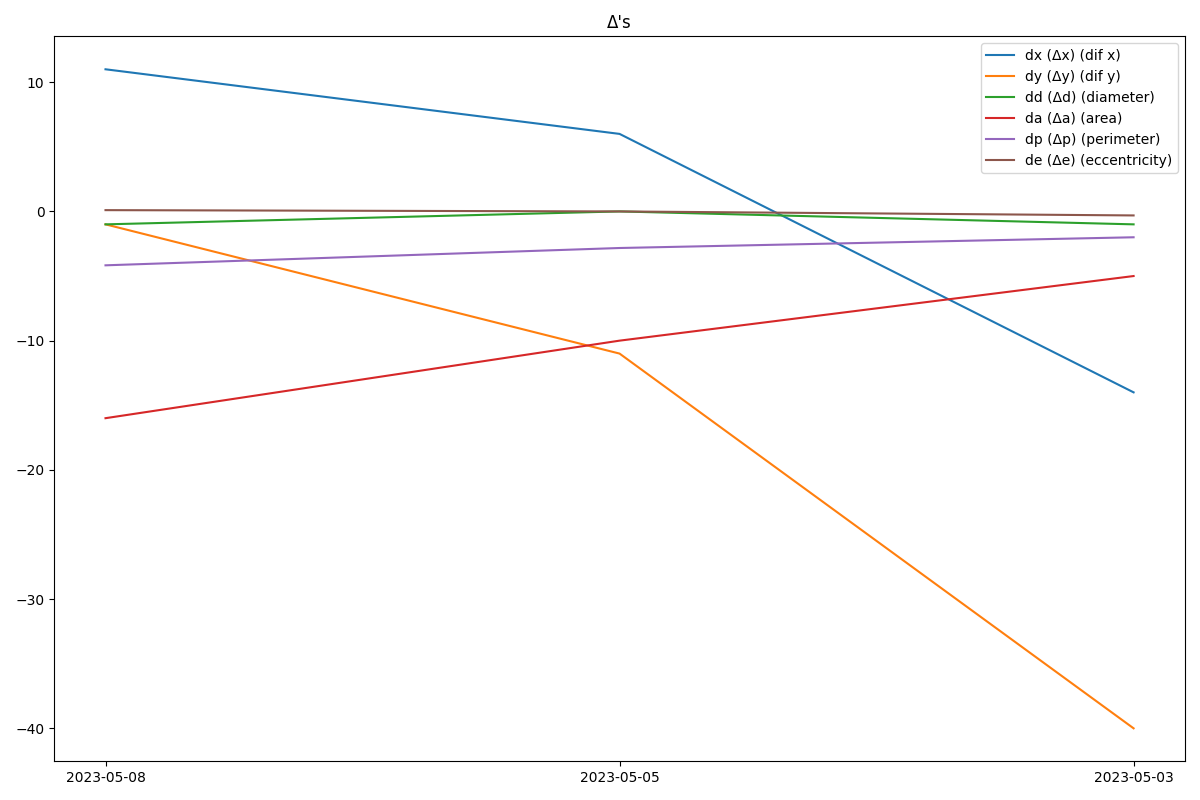 Δ's
dx (Δx) (dif x)
dy (Δy) (dif y)
dd (Δd) (diameter)
da (Δa) (area)
dp (Δp) (perimeter)
de (Δe) (eccentricity)
10
0
−10
−20
−30
−40
2023-05-08
2023-05-05
2023-05-03